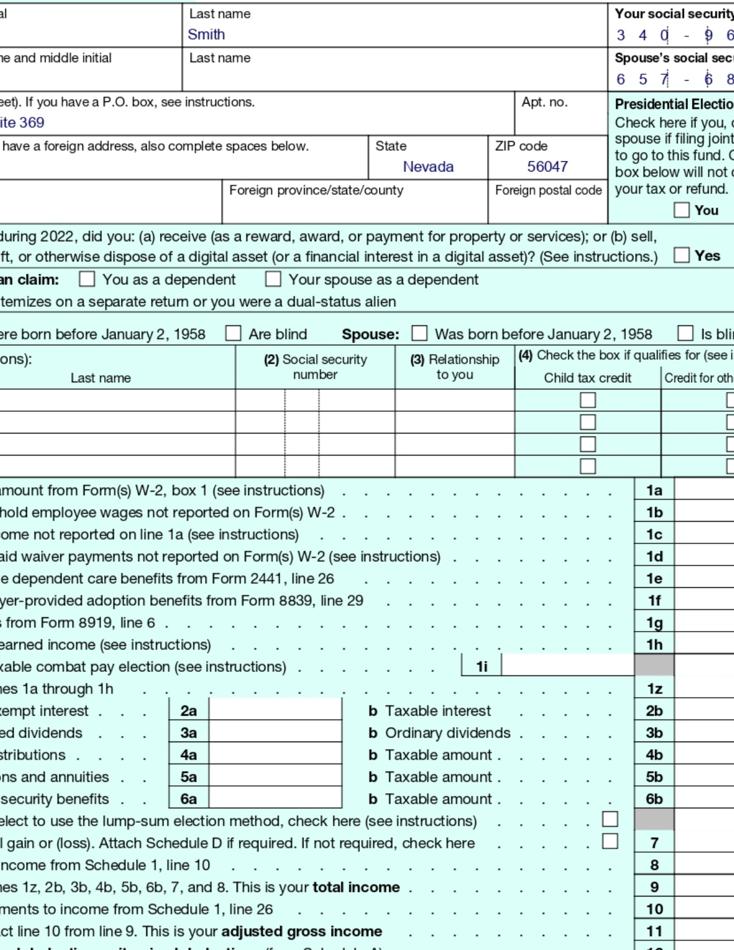 al Last name Your social security
Smith 3 4 0 - 9 6
ne and middle initial Last name Spouse's social secu
6 5 7 - 6 8
eet). If you have a P.O. box, see instructions. Apt. no. Presidential Electio
ite 369 Check here if you, o
have a foreign address, also complete spaces below. State ZIP code spouse if filing joint
to go to this fund. C
Nevada 56047 box below will not c
Foreign province/state/county Foreign postal code your tax or refund.
You
during 2022, did you: (a) receive (as a reward, award, or payment for property or services); or (b) sell,
ft, or otherwise dispose of a digital asset (or a financial interest in a digital asset)? (See instructions.) Yes
an claim: You as a dependent Your spouse as a dependent
temizes on a separate return or you were a dual-status alien
ere born before January 2, 1958 Are blind Spouse: Was born before January 2, 1958 Is blin
ons): (2) Social security number (3) Relationship to you (4) Check the box if qualifies for (see i
Last name Child tax credit Credit for oth
amount from Form(s) W-2, box 1 (see instructions) . . . . . . . . . . . . . 1a
hold employee wages not reported on Form(s) W-2 . . . . . . . . . . . . . 1b
come not reported on line 1a (see instructions) . . . . . . . . . . . . . 1c
aid waiver payments not reported on Form(s) W-2 (see instructions) . . . . . . . . 1d
e dependent care benefits from Form 2441, line 26 . . . . . . . . . . . . 1e
yer-provided adoption benefits from Form 8839, line 29 . . . . . . . . . . . 1f
s from Form 8919, line 6 . . . . . . . . . . . . . . . . . . . 1g
earned income (see instructions) . . . . . . . . . . . . . . . . . 1h
xable combat pay election (see instructions) . . . . . . . 1i
nes 1a through 1h . . . . . . . . . . . . . . . . . . . . 1z
xempt interest . . . 2a b Taxable interest . . . . . 2b
ed dividends . . . 3a b Ordinary dividends . . . . . 3b
stributions . . . . 4a b Taxable amount . . . . . . 4b
ons and annuities . . 5a b Taxable amount . . . . . . 5b
security benefits . . 6a b Taxable amount . . . . . . 6b
elect to use the lump-sum election method, check here (see instructions) . . . . .
l gain or (loss). Attach Schedule D if required. If not required, check here . . . . . 7
income from Schedule 1, line 10 . . . . . . . . . . . . . . . . . 8
nes 1z, 2b, 3b, 4b, 5b, 6b, 7, and 8. This is your total income . . . . . . . . . . 9
ments to income from Schedule 1, line 26 . . . . . . . . . . . . . . 10
act line 10 from line 9. This is your adjusted gross income . . . . . . . . . . 11